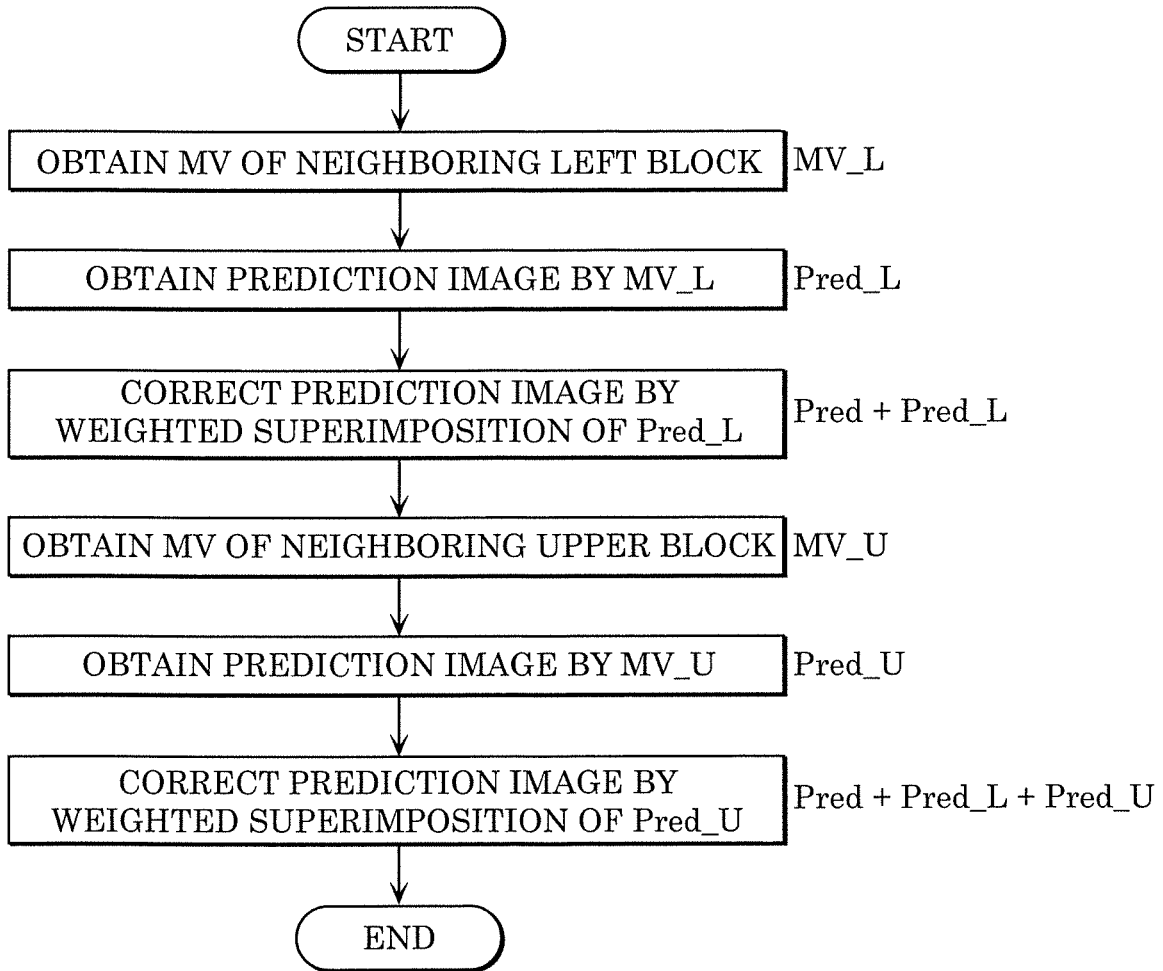 START
OBTAIN MV OF NEIGHBORING LEFT BLOCK MV_L
OBTAIN PREDICTION IMAGE BY MV_L Pred_L
CORRECT PREDICTION IMAGE BY
WEIGHTED SUPERIMPOSITION OF Pred_L
Pred + Pred_L
OBTAIN MV OF NEIGHBORING UPPER BLOCK MV_U
OBTAIN PREDICTION IMAGE BY MV_U Pred_U
CORRECT PREDICTION IMAGE BY
WEIGHTED SUPERIMPOSITION OF Pred_U
Pred + Pred_L + Pred_U
END